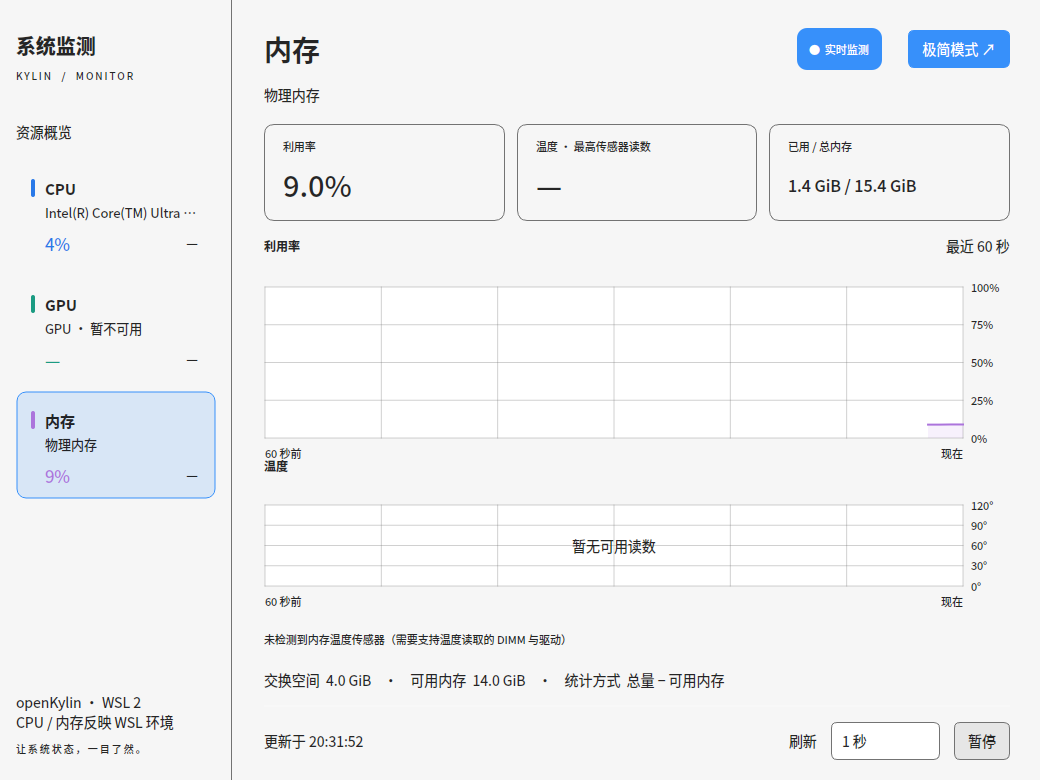 系统监测
KYLIN / MONITOR
资源概览
CPU
Intel(R) Core(TM) Ultra ···
4% —
GPU
GPU · 暂不可用
— —
内存
物理内存
9% —
openKylin · WSL 2
CPU / 内存反映 WSL 环境
让系统状态，一目了然。
内存
● 实时监测
极简模式 ↗
物理内存
利用率
9.0%
温度 · 最高传感器读数
—
已用 / 总内存
1.4 GiB / 15.4 GiB
利用率
最近 60 秒
100%
75%
50%
25%
0%
60 秒前
现在
温度
120°
90°
60°
30°
0°
暂无可用读数
60 秒前
现在
未检测到内存温度传感器（需要支持温度读取的 DIMM 与驱动）
交换空间 4.0 GiB · 可用内存 14.0 GiB · 统计方式 总量 − 可用内存
更新于 20:31:52
刷新
1 秒
暂停